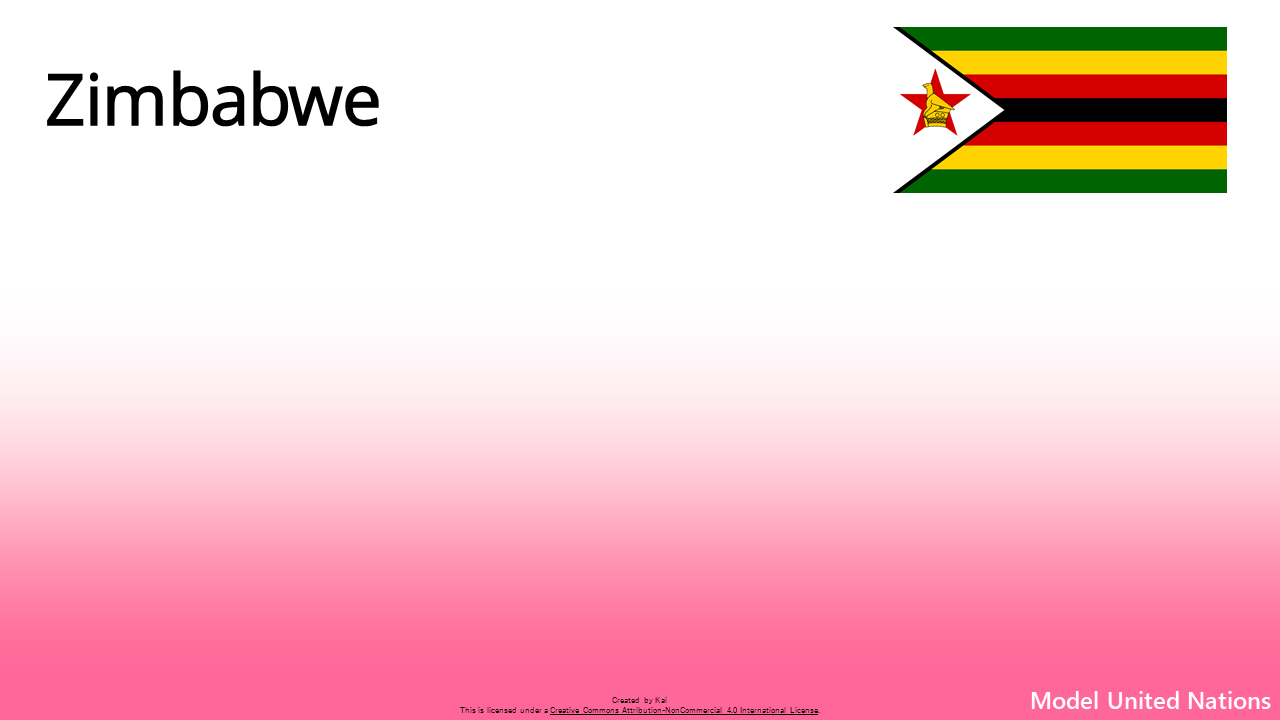 Zimbabwe
Created by Kai
This is licensed under a Creative Commons Attribution-NonCommercial 4.0 International License.
Model United Nations